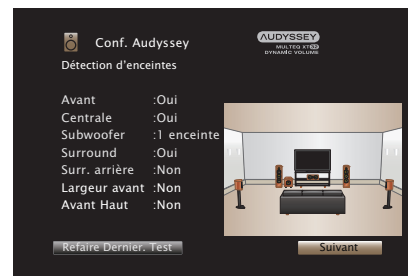 Conf. Audyssey
AUDYSSEY
MULTEQ XT32
DYNAMIC VOLUME
Détection d'enceintes
Avant :Oui
Centrale :Oui
Subwoofer :1 enceinte
Surround :Oui
Surr. arrière :Non
Largeur avant :Non
Avant Haut :Non
Refaire Dernier. Test
Suivant